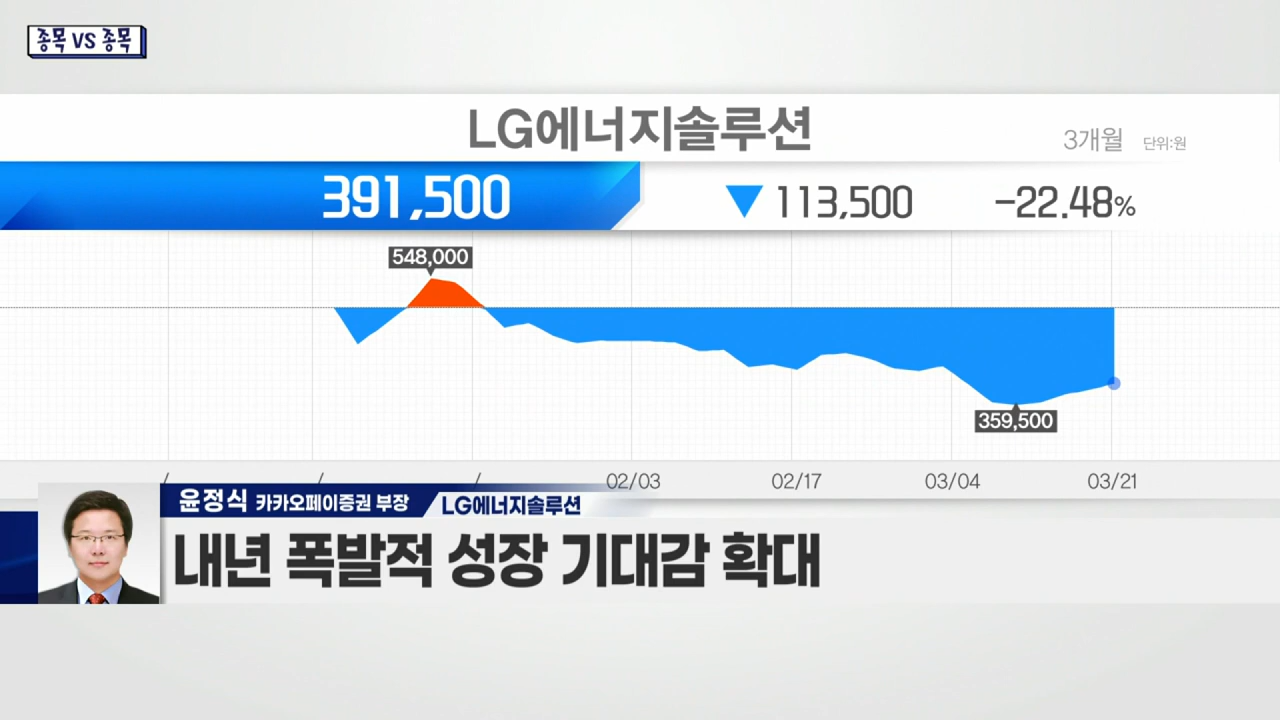 종목 VS 종목
LG에너지솔루션
3개월 단위:원
391,500 ▼ 113,500 -22.48%
548,000
359,500
/ / / 02/03 02/17 03/04 03/21
윤정식 카카오페이증권 부장 LG에너지솔루션
내년 폭발적 성장 기대감 확대